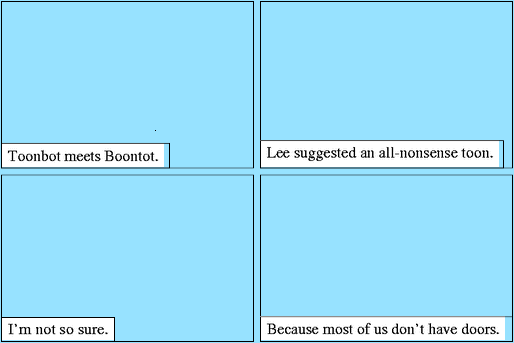 Toonbot meets Boontot.
Lee suggested an all-nonsense toon.
I'm not so sure.
Because most of us don't have doors.